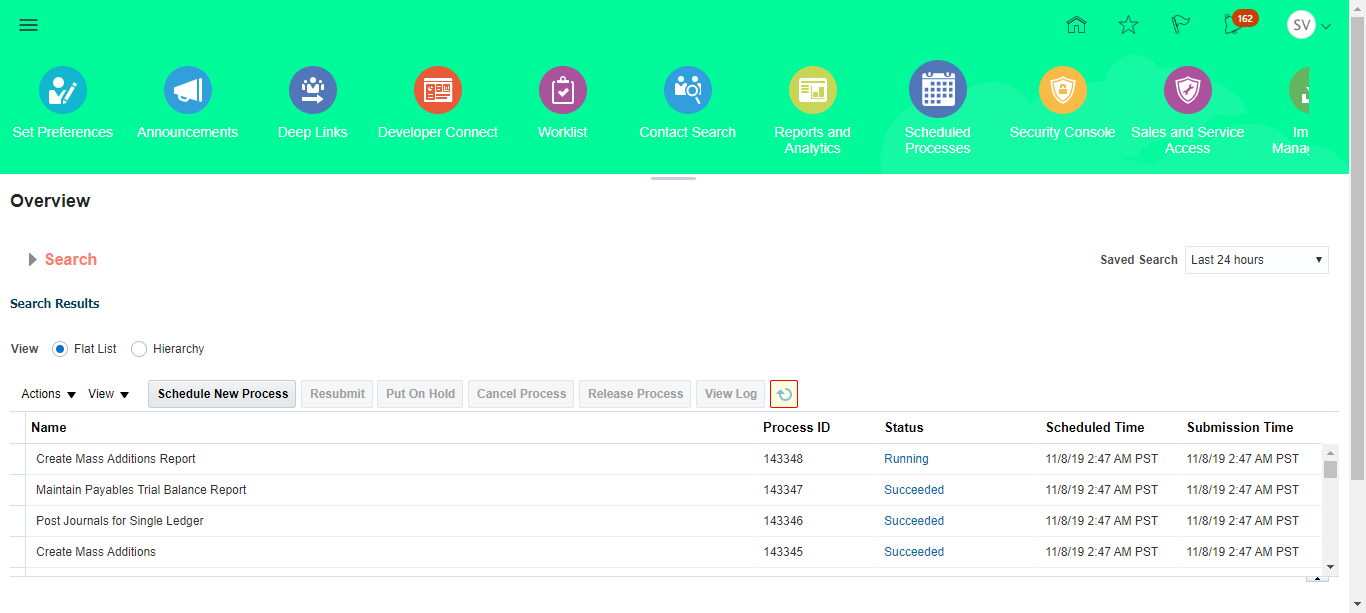 162
SV
Set Preferences
Announcements
Deep Links
Developer Connect
Worklist
Contact Search
Reports and
Analytics
Scheduled
Processes
Security Console
Sales and Service
Access
Im
Manag
Overview
Search
Saved Search Last 24 hours
Search Results
View Flat List Hierarchy
Actions View Schedule New Process Resubmit Put On Hold Cancel Process Release Process View Log
Name Process ID Status Scheduled Time Submission Time
Create Mass Additions Report 143348 Running 11/8/19 2:47 AM PST 11/8/19 2:47 AM PST
Maintain Payables Trial Balance Report 143347 Succeeded 11/8/19 2:47 AM PST 11/8/19 2:47 AM PST
Post Journals for Single Ledger 143346 Succeeded 11/8/19 2:47 AM PST 11/8/19 2:47 AM PST
Create Mass Additions 143345 Succeeded 11/8/19 2:47 AM PST 11/8/19 2:47 AM PST